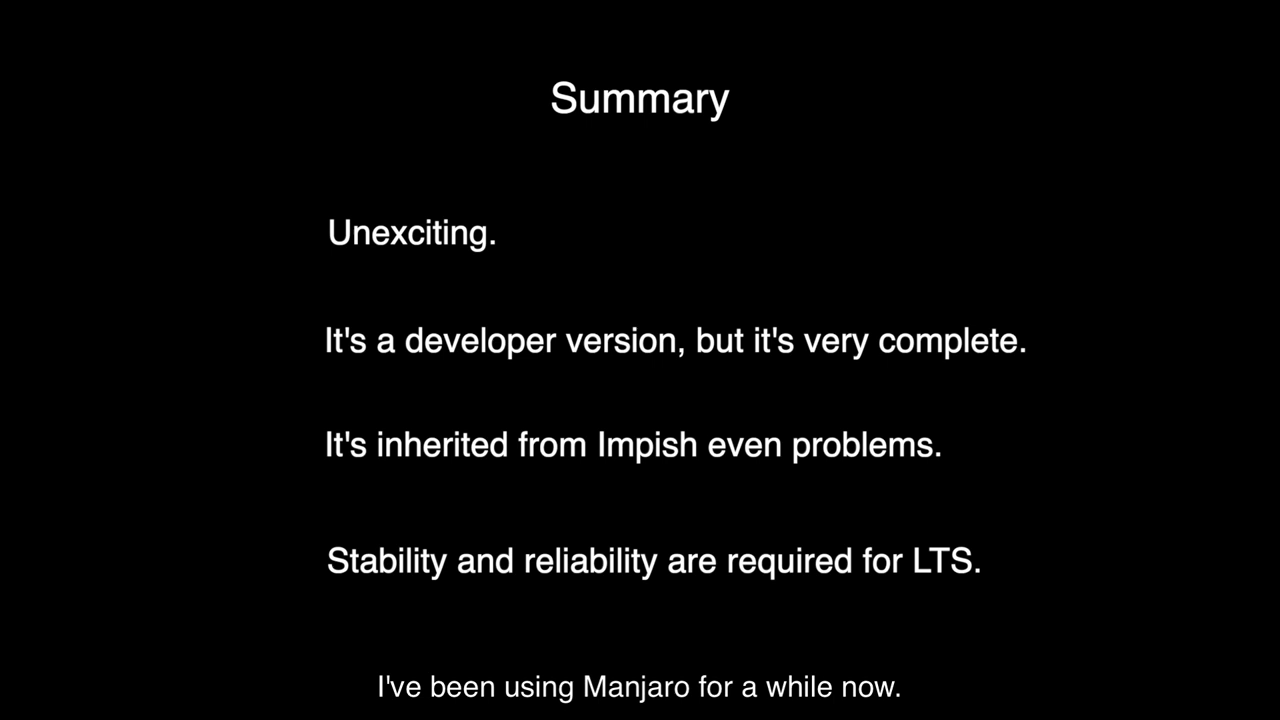 Summary
Unexciting.
It's a developer version, but it's very complete.
It's inherited from Impish even problems.
Stability and reliability are required for LTS.
I've been using Manjaro for a while now.